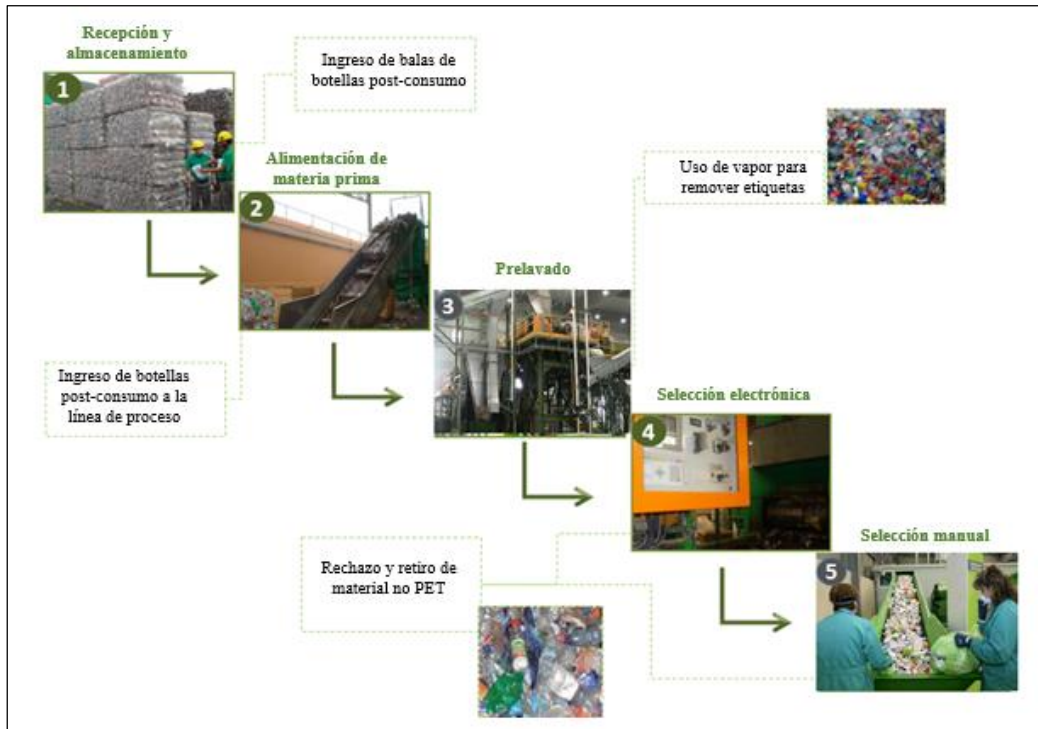 Recepción y
almacenamiento
1
Ingreso de balas de
botellas post-consumo
Alimentación de
materia prima
2
Uso de vapor para
remover etiquetas
Prelavado
3
Ingreso de botellas
post-consumo a la
línea de proceso
Selección electrónica
4
Rechazo y retiro de
material no PET
Selección manual
5